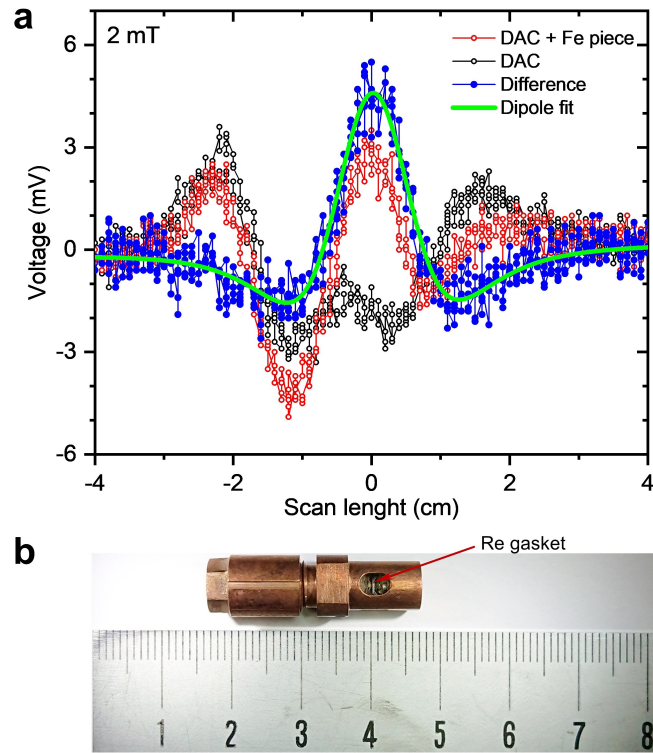 a
2 mT
DAC + Fe piece
DAC
Difference
Dipole fit
6
3
0
-3
-6
Voltage (mV)
-4
-2
0
2
4
Scan lenght (cm)
b
Re gasket
1
2
3
4
5
6
7
8